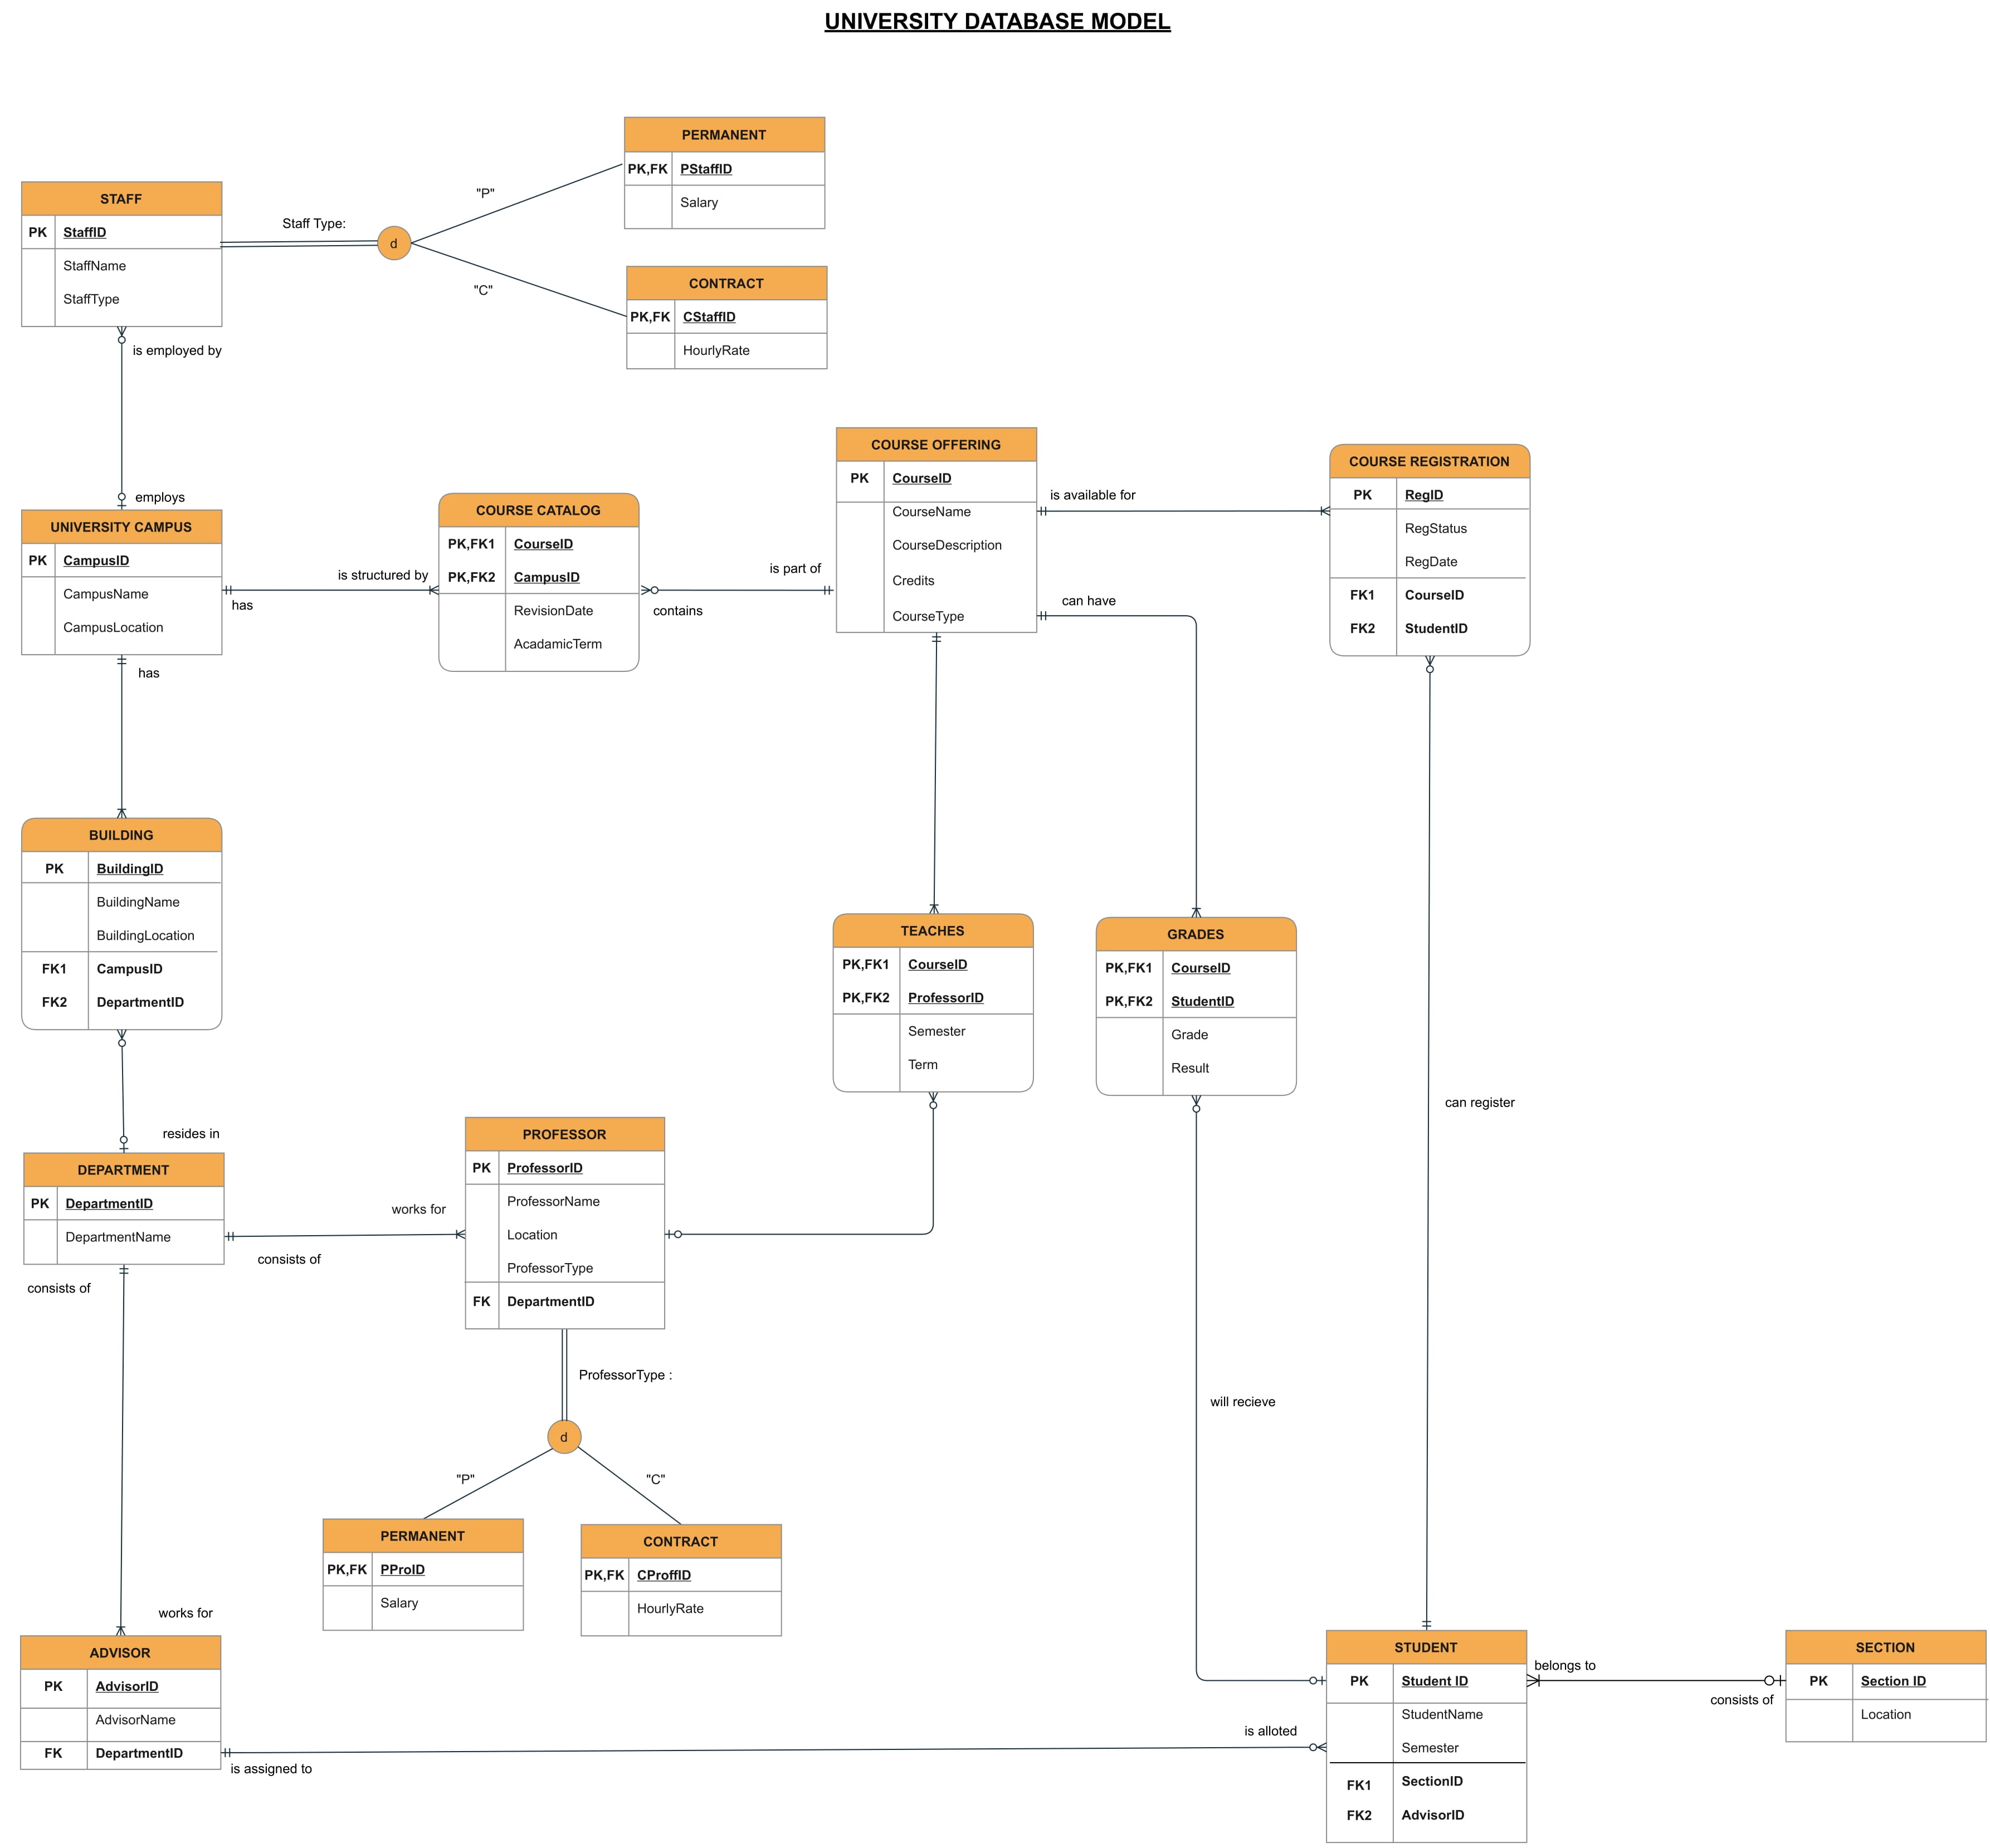 UNIVERSITY DATABASE MODEL
PERMANENT
PK,FK PStaffID
Salary
STAFF
PK StaffID
StaffName
StaffType
Staff Type:
d
"P"
"C"
CONTRACT
PK,FK CStaffID
HourlyRate
is employed by
employs
UNIVERSITY CAMPUS
PK CampusID
CampusName
CampusLocation
is structured by
has
COURSE CATALOG
PK,FK1 CourseID
PK,FK2 CampusID
RevisionDate
AcadamicTerm
is part of
contains
COURSE OFFERING
PK CourseID
CourseName
CourseDescription
Credits
CourseType
is available for
can have
COURSE REGISTRATION
PK RegID
RegStatus
RegDate
FK1 CourseID
FK2 StudentID
has
BUILDING
PK BuildingID
BuildingName
BuildingLocation
FK1 CampusID
FK2 DepartmentID
TEACHES
PK,FK1 CourseID
PK,FK2 ProfessorID
Semester
Term
GRADES
PK,FK1 CourseID
PK,FK2 StudentID
Grade
Result
can register
resides in
DEPARTMENT
PK DepartmentID
DepartmentName
works for
consists of
consists of
PROFESSOR
PK ProfessorID
ProfessorName
Location
ProfessorType
FK DepartmentID
ProfessorType :
d
"P"
"C"
will recieve
PERMANENT
PK,FK PProID
Salary
CONTRACT
PK,FK CProffID
HourlyRate
works for
ADVISOR
PK AdvisorID
AdvisorName
FK DepartmentID
is assigned to
is alloted
STUDENT
PK Student ID
StudentName
Semester
FK1 SectionID
FK2 AdvisorID
belongs to
consists of
SECTION
PK Section ID
Location